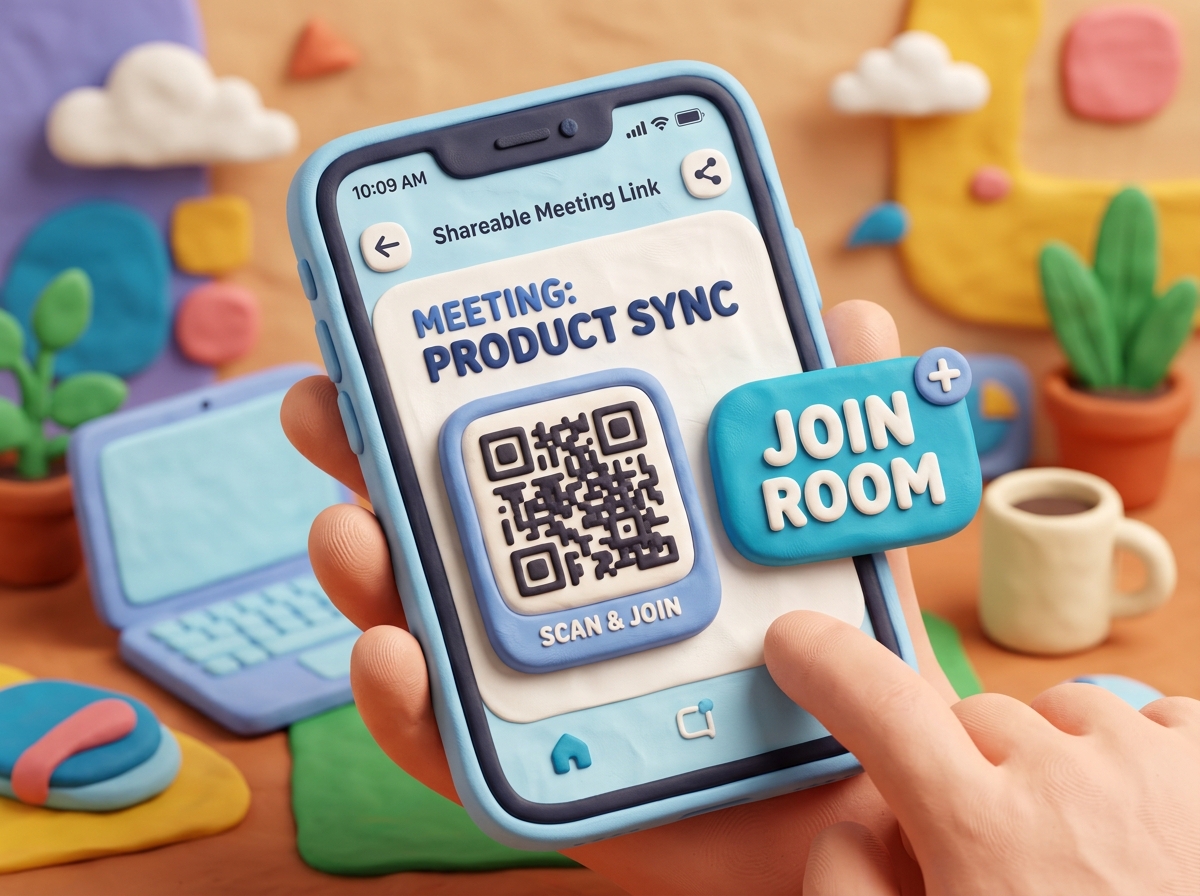 10:09 AM
Shareable Meeting Link
MEETING:
PRODUCT SYNC
JOIN
ROOM
SCAN & JOIN